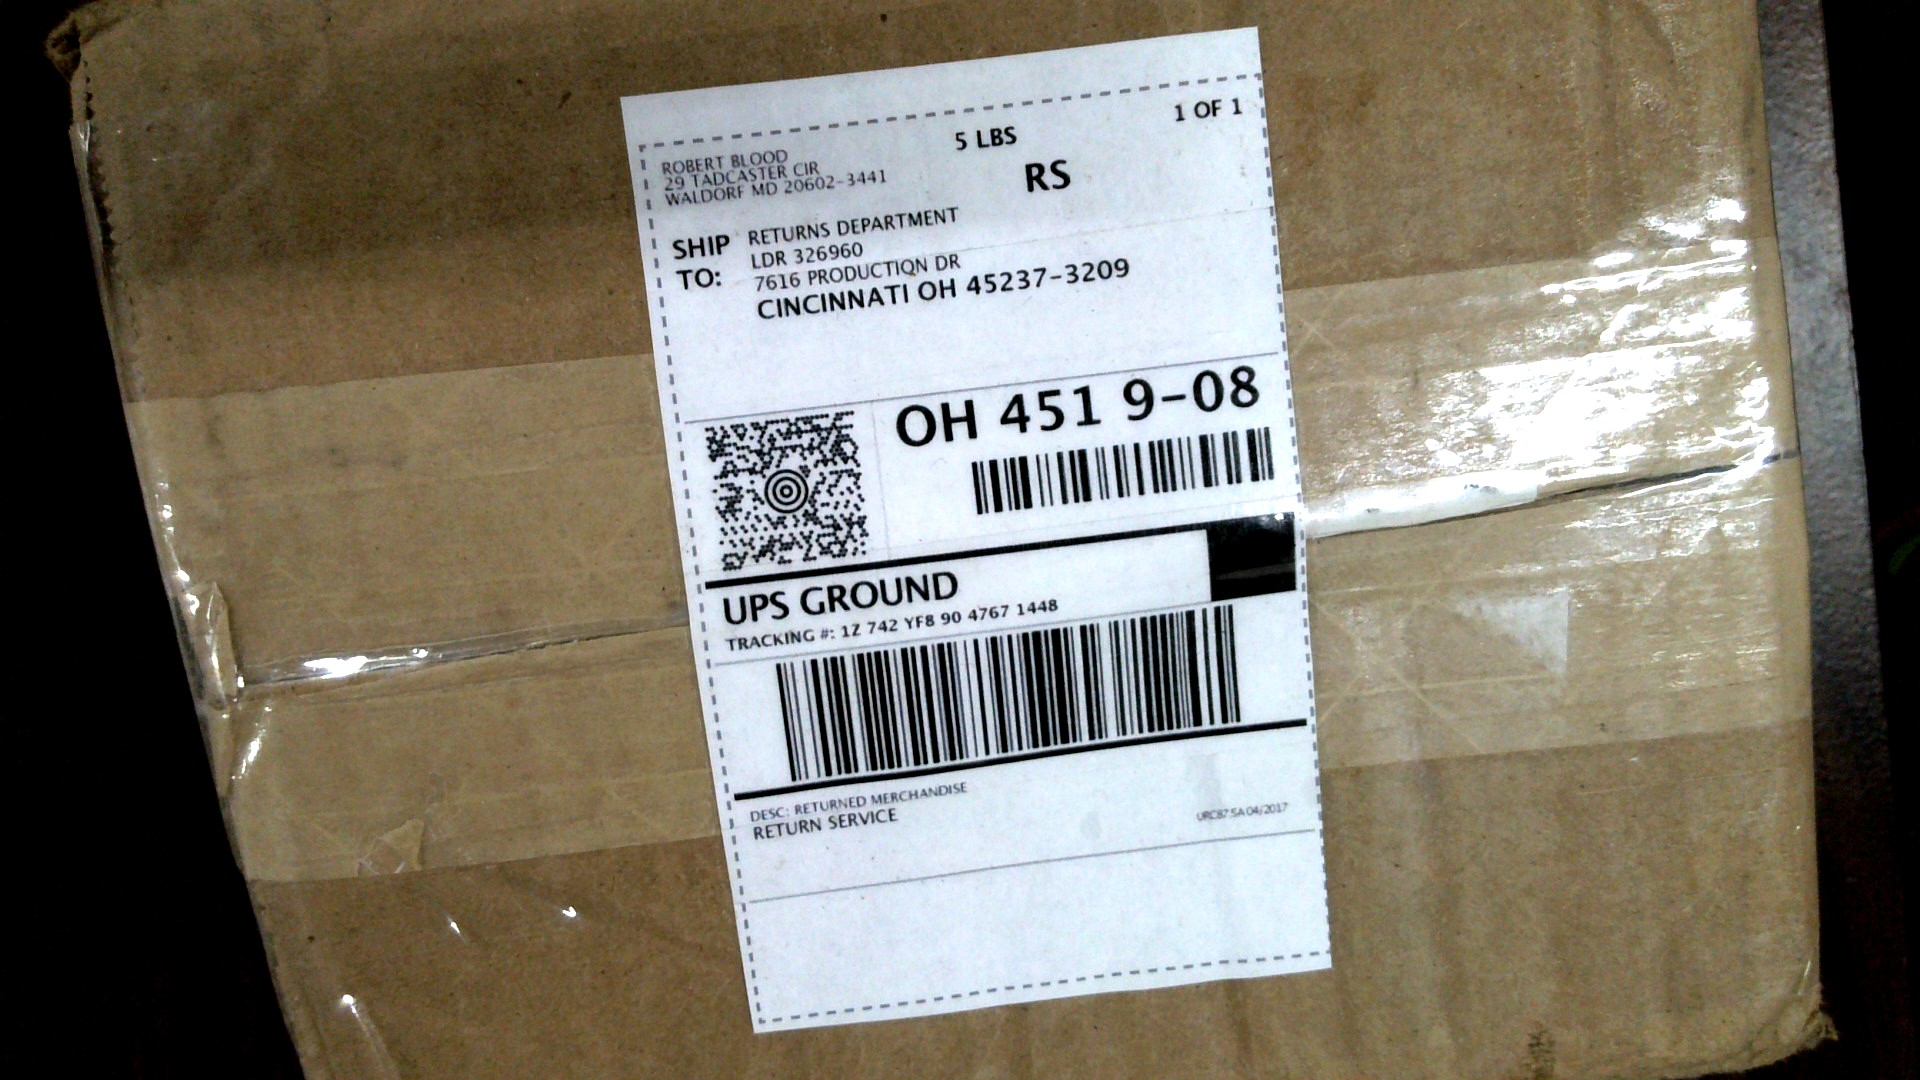 1 OF 1
5 LBS
RS
ROBERT BLOOD
29 TADCASTER CIR
WALDORF MD 20602-3441
SHIP TO:
RETURNS DEPARTMENT
LDR 326960
7616 PRODUCTION DR
CINCINNATI OH 45237-3209
OH 451 9-08
UPS GROUND
TRACKING #: 1Z 742 YF8 90 4767 1448
DESC: RETURNED MERCHANDISE
RETURN SERVICE
04/2017